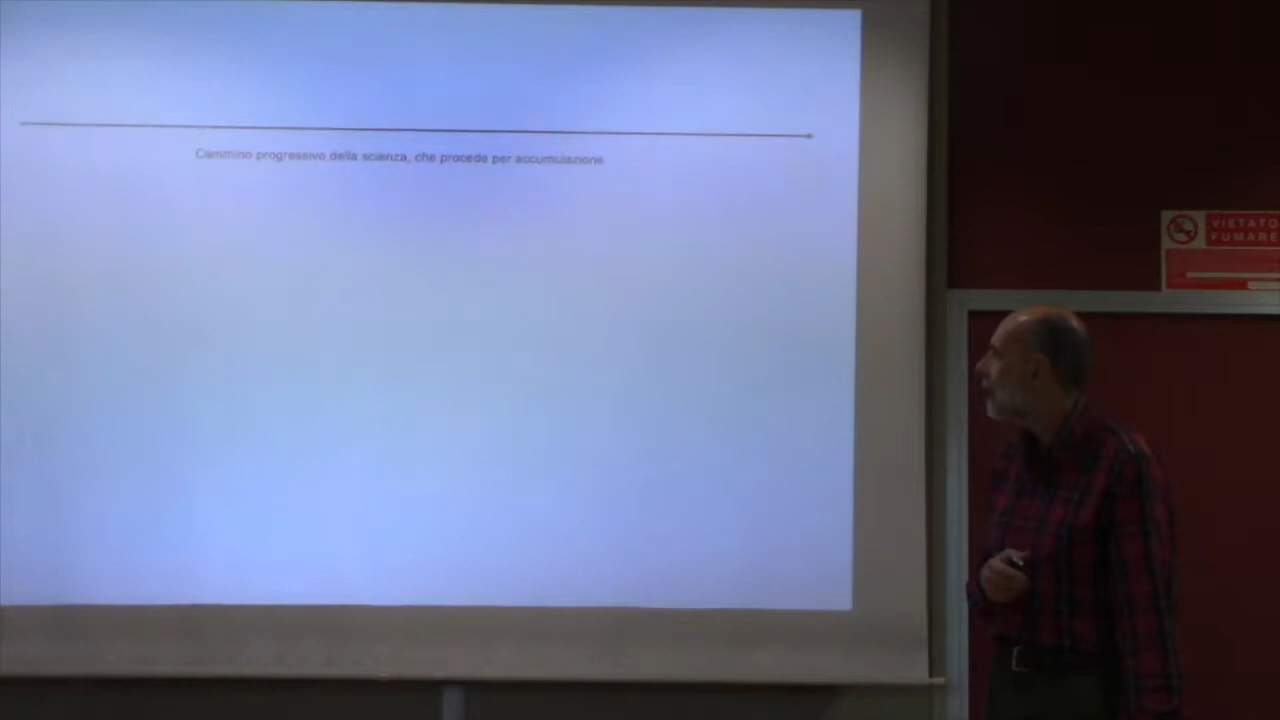 Cammino progressivo della scienza, che procede per accumulazione
VIETATO
FUMARE